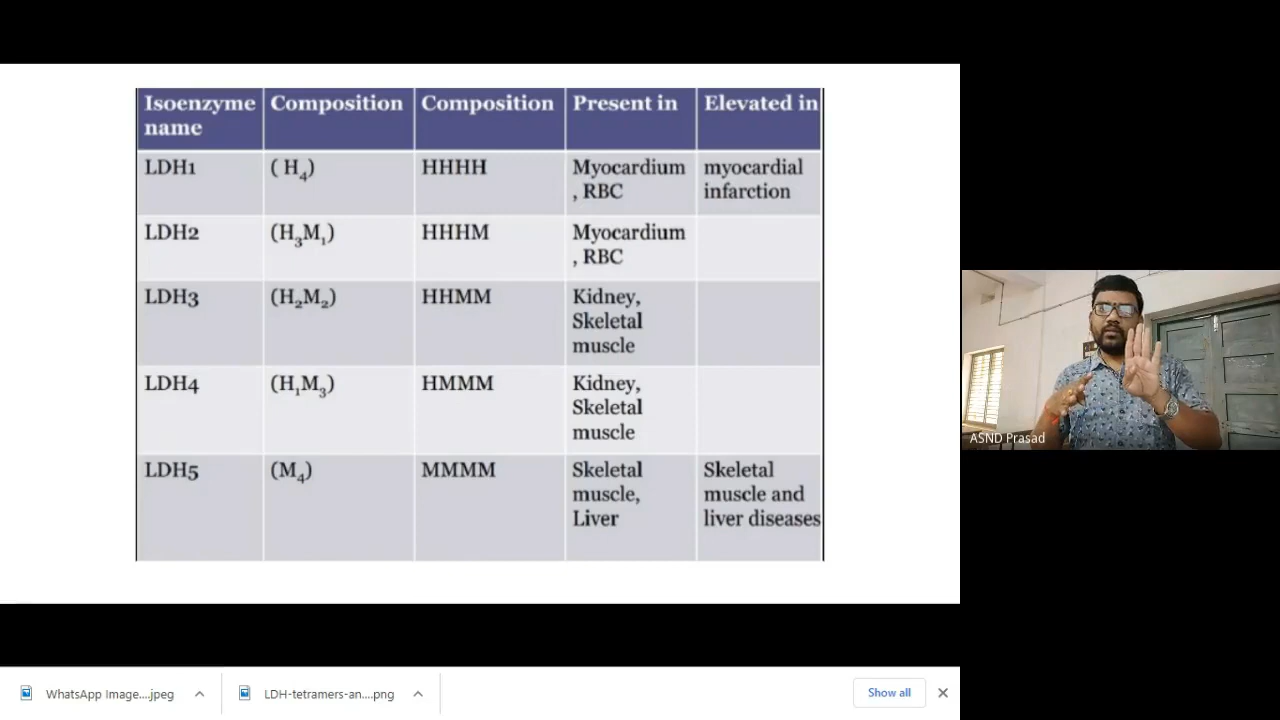 Isoenzyme name Composition Composition Present in Elevated in
LDH1 ( H₄) HHHH Myocardium , RBC myocardial infarction
LDH2 (H₃M₁) HHHM Myocardium , RBC
LDH3 (H₂M₂) HHMM Kidney, Skeletal muscle
LDH4 (H₁M₃) HMMM Kidney, Skeletal muscle
LDH5 (M₄) MMMM Skeletal muscle, Liver Skeletal muscle and liver diseases
ASND Prasad
WhatsApp Image....jpeg LDH-tetramers-an....png Show all